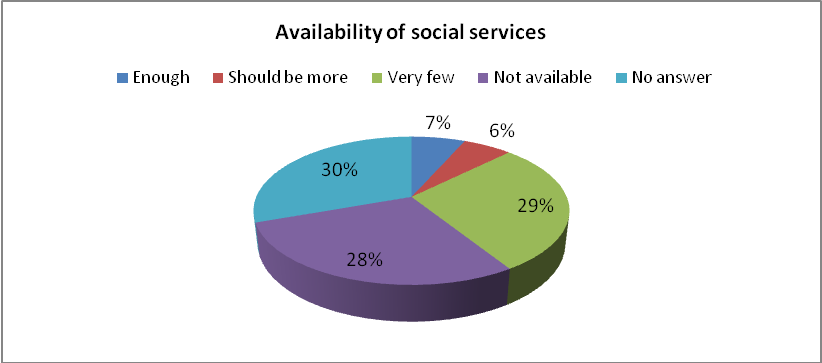 Availability of social services
Enough Should be more Very few Not available No answer
7%
6%
30%
29%
28%